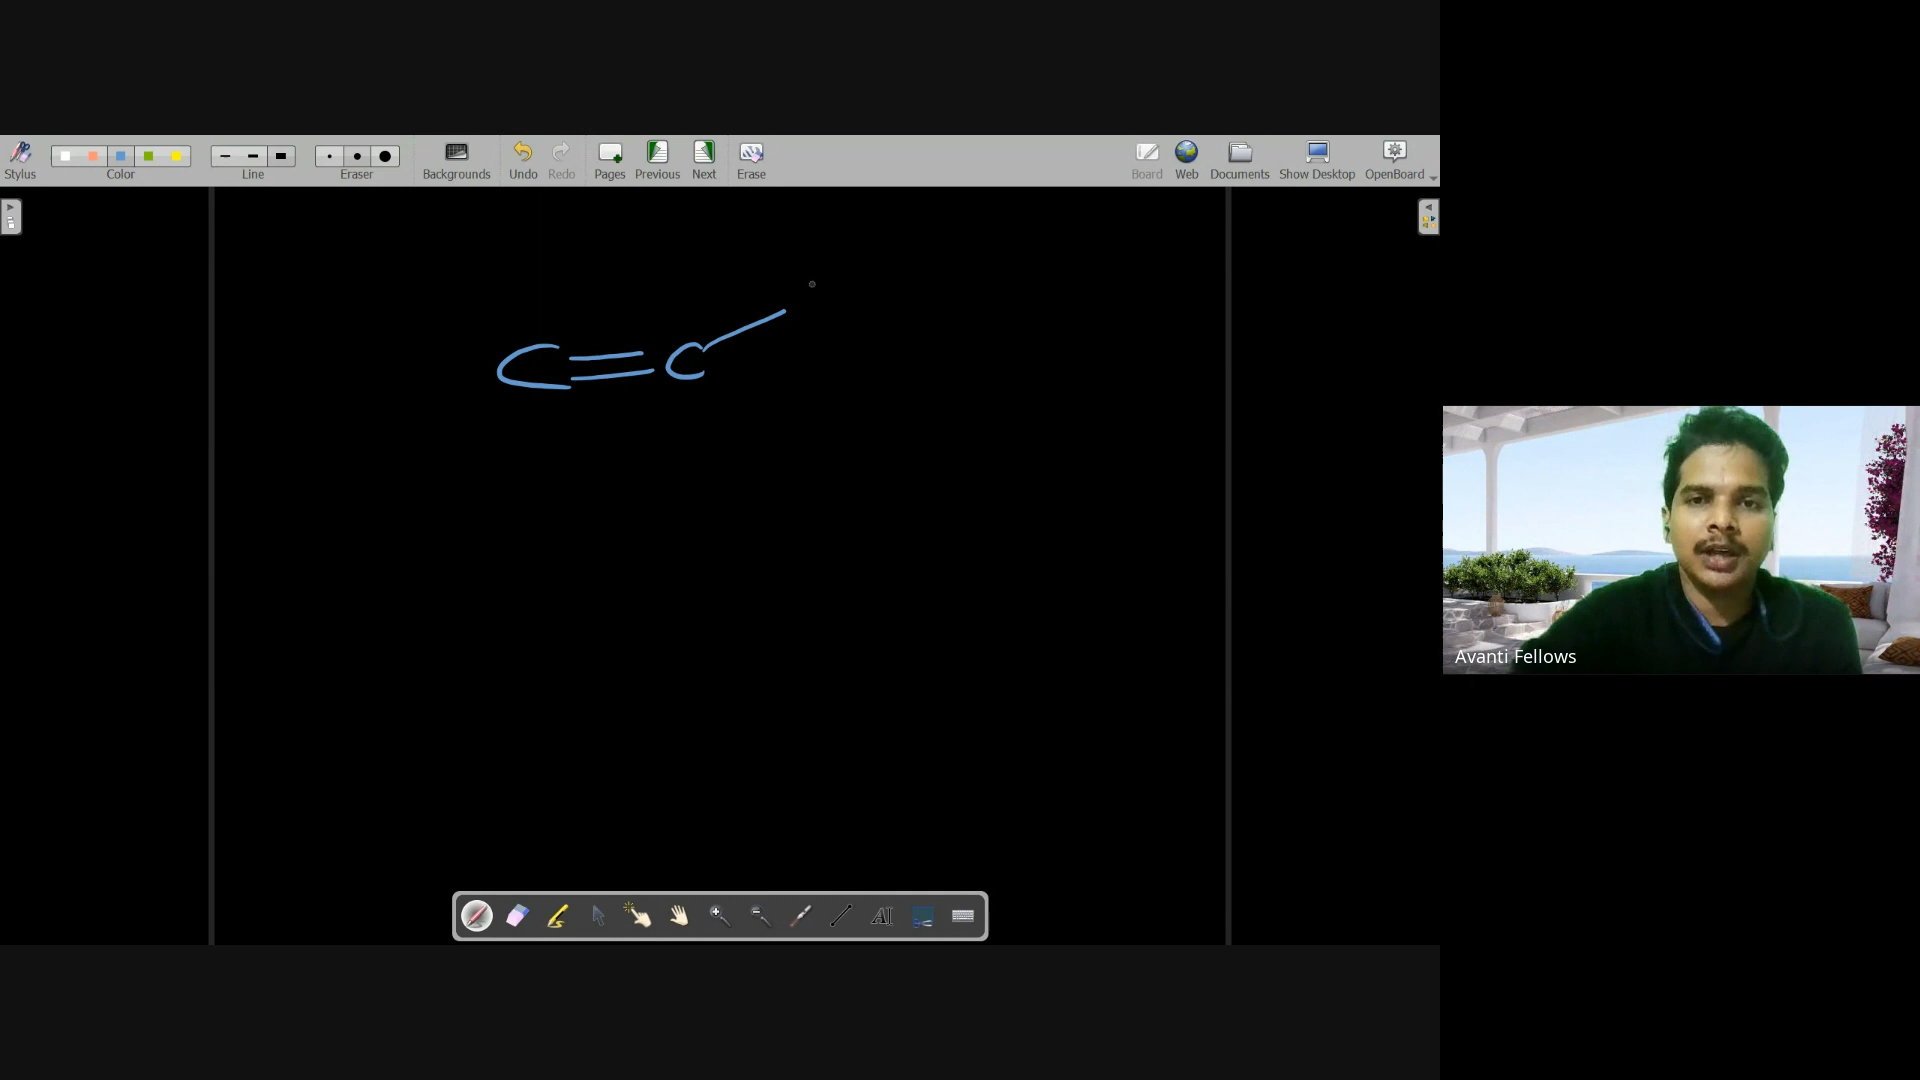 Stylus Color Line Eraser Backgrounds Undo Redo Pages Previous Next Erase Board Web Documents Show Desktop OpenBoard
C=C
AI
Avanti Fellows